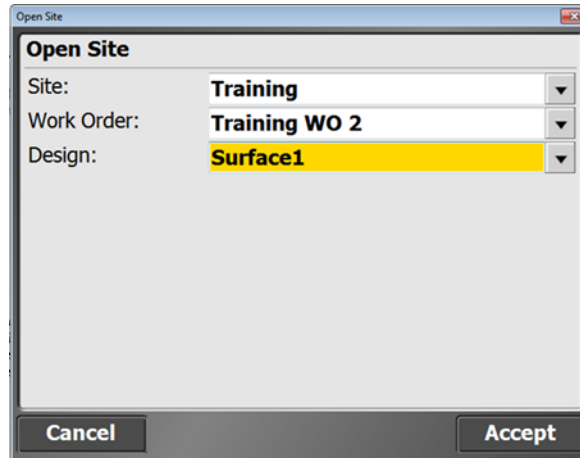 Open Site
Open Site
Site: Training
Work Order: Training WO 2
Design: Surface1
Cancel Accept